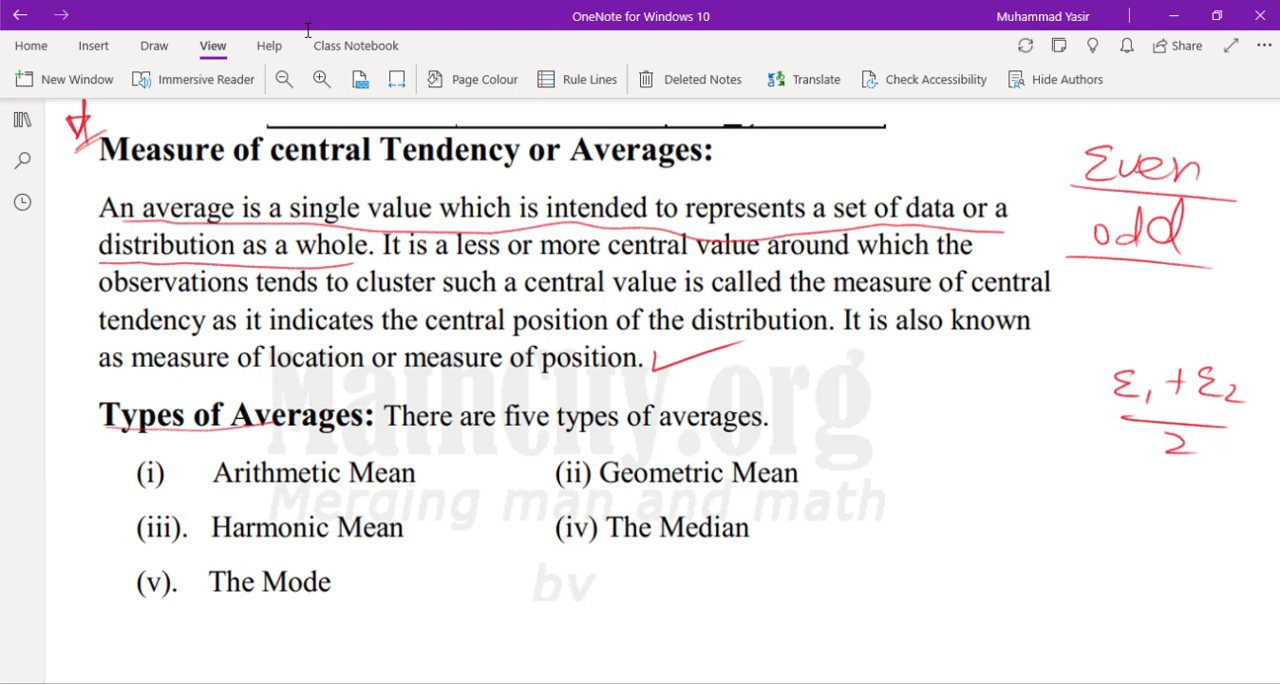 OneNote for Windows 10
Muhammad Yasir
Home Insert Draw View Help Class Notebook
Share
New Window Immersive Reader Page Colour Rule Lines Deleted Notes Translate Check Accessibility Hide Authors
Measure of central Tendency or Averages:
An average is a single value which is intended to represents a set of data or a
distribution as a whole. It is a less or more central value around which the
observations tends to cluster such a central value is called the measure of central
tendency as it indicates the central position of the distribution. It is also known
as measure of location or measure of position.
Types of Averages: There are five types of averages.
(i) Arithmetic Mean (ii) Geometric Mean
(iii). Harmonic Mean (iv) The Median
(v). The Mode
Even
odd
ε₁ + ε₂
2
MathCity.org
Merging man and math
by